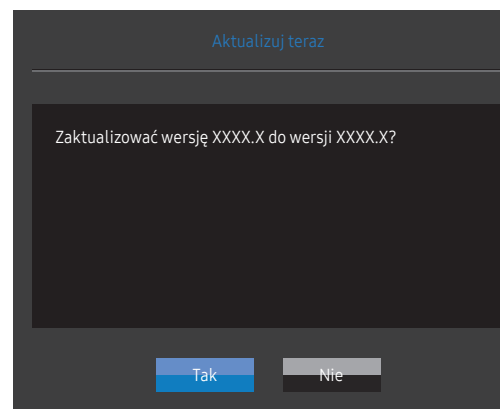 Aktualizuj teraz
Zaktualizować wersję XXXX.X do wersji XXXX.X?
Tak Nie